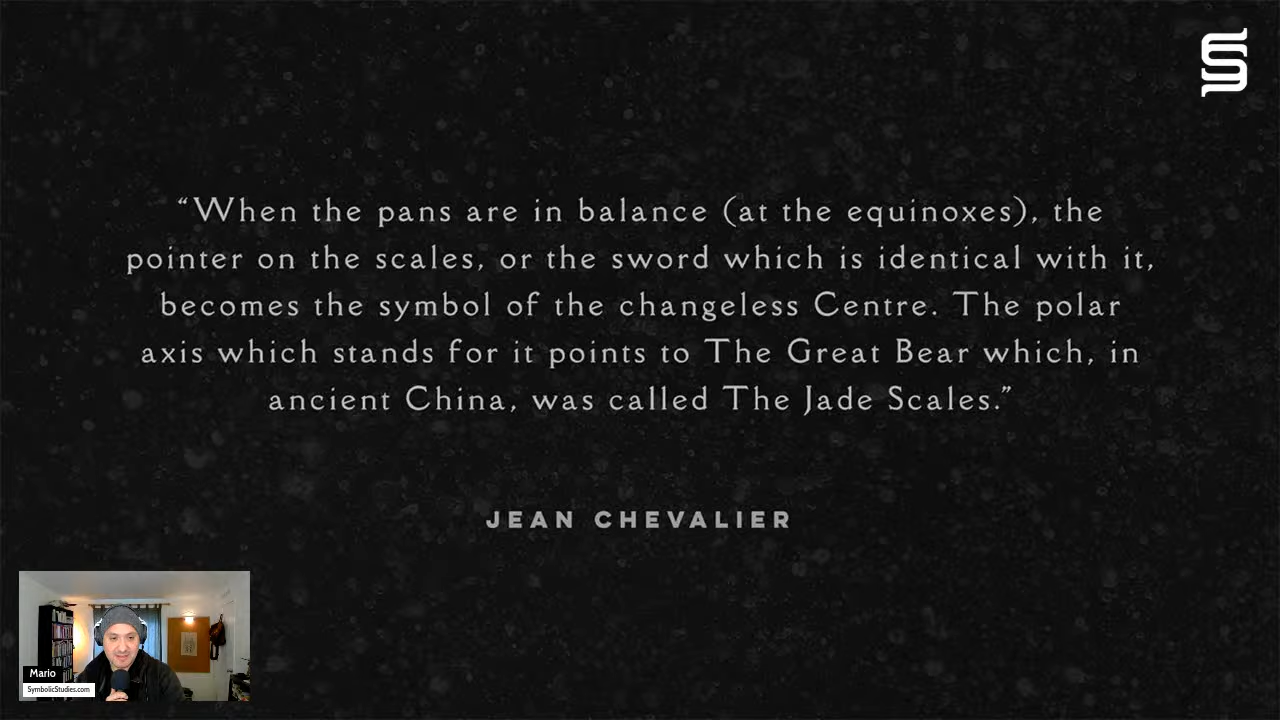 “When the pans are in balance (at the equinoxes), the
pointer on the scales, or the sword which is identical with it,
becomes the symbol of the changeless Centre. The polar
axis which stands for it points to The Great Bear which, in
ancient China, was called The Jade Scales.”
JEAN CHEVALIER
Mario
SymbolicStudies.com